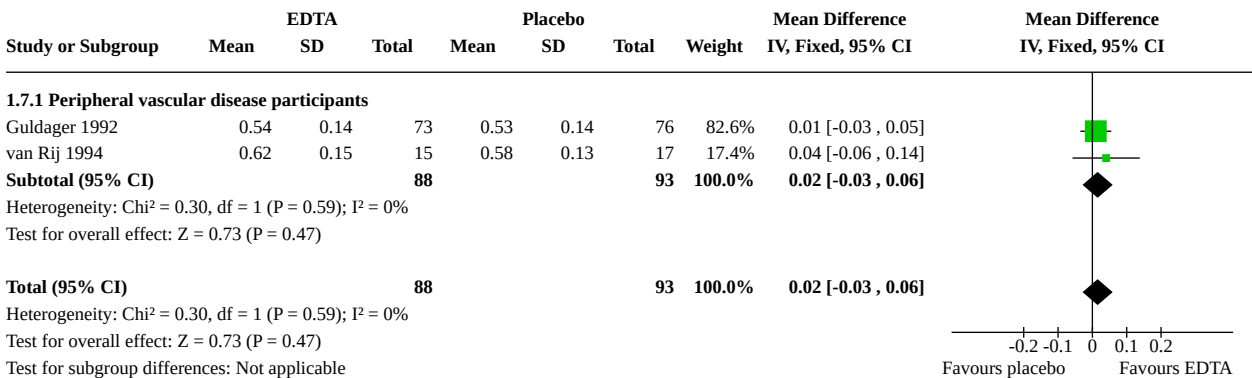 EDTA Placebo Mean Difference Mean Difference
Study or Subgroup Mean SD Total Mean SD Total Weight IV, Fixed, 95% CI IV, Fixed, 95% CI
1.7.1 Peripheral vascular disease participants
Guldager 1992 0.54 0.14 73 0.53 0.14 76 82.6% 0.01 [-0.03 , 0.05]
van Rij 1994 0.62 0.15 15 0.58 0.13 17 17.4% 0.04 [-0.06 , 0.14]
Subtotal (95% CI) 88 93 100.0% 0.02 [-0.03 , 0.06]
Heterogeneity: Chi² = 0.30, df = 1 (P = 0.59); I² = 0%
Test for overall effect: Z = 0.73 (P = 0.47)
Total (95% CI) 88 93 100.0% 0.02 [-0.03 , 0.06]
Heterogeneity: Chi² = 0.30, df = 1 (P = 0.59); I² = 0%
Test for overall effect: Z = 0.73 (P = 0.47) -0.2 -0.1 0 0.1 0.2
Test for subgroup differences: Not applicable Favours placebo Favours EDTA